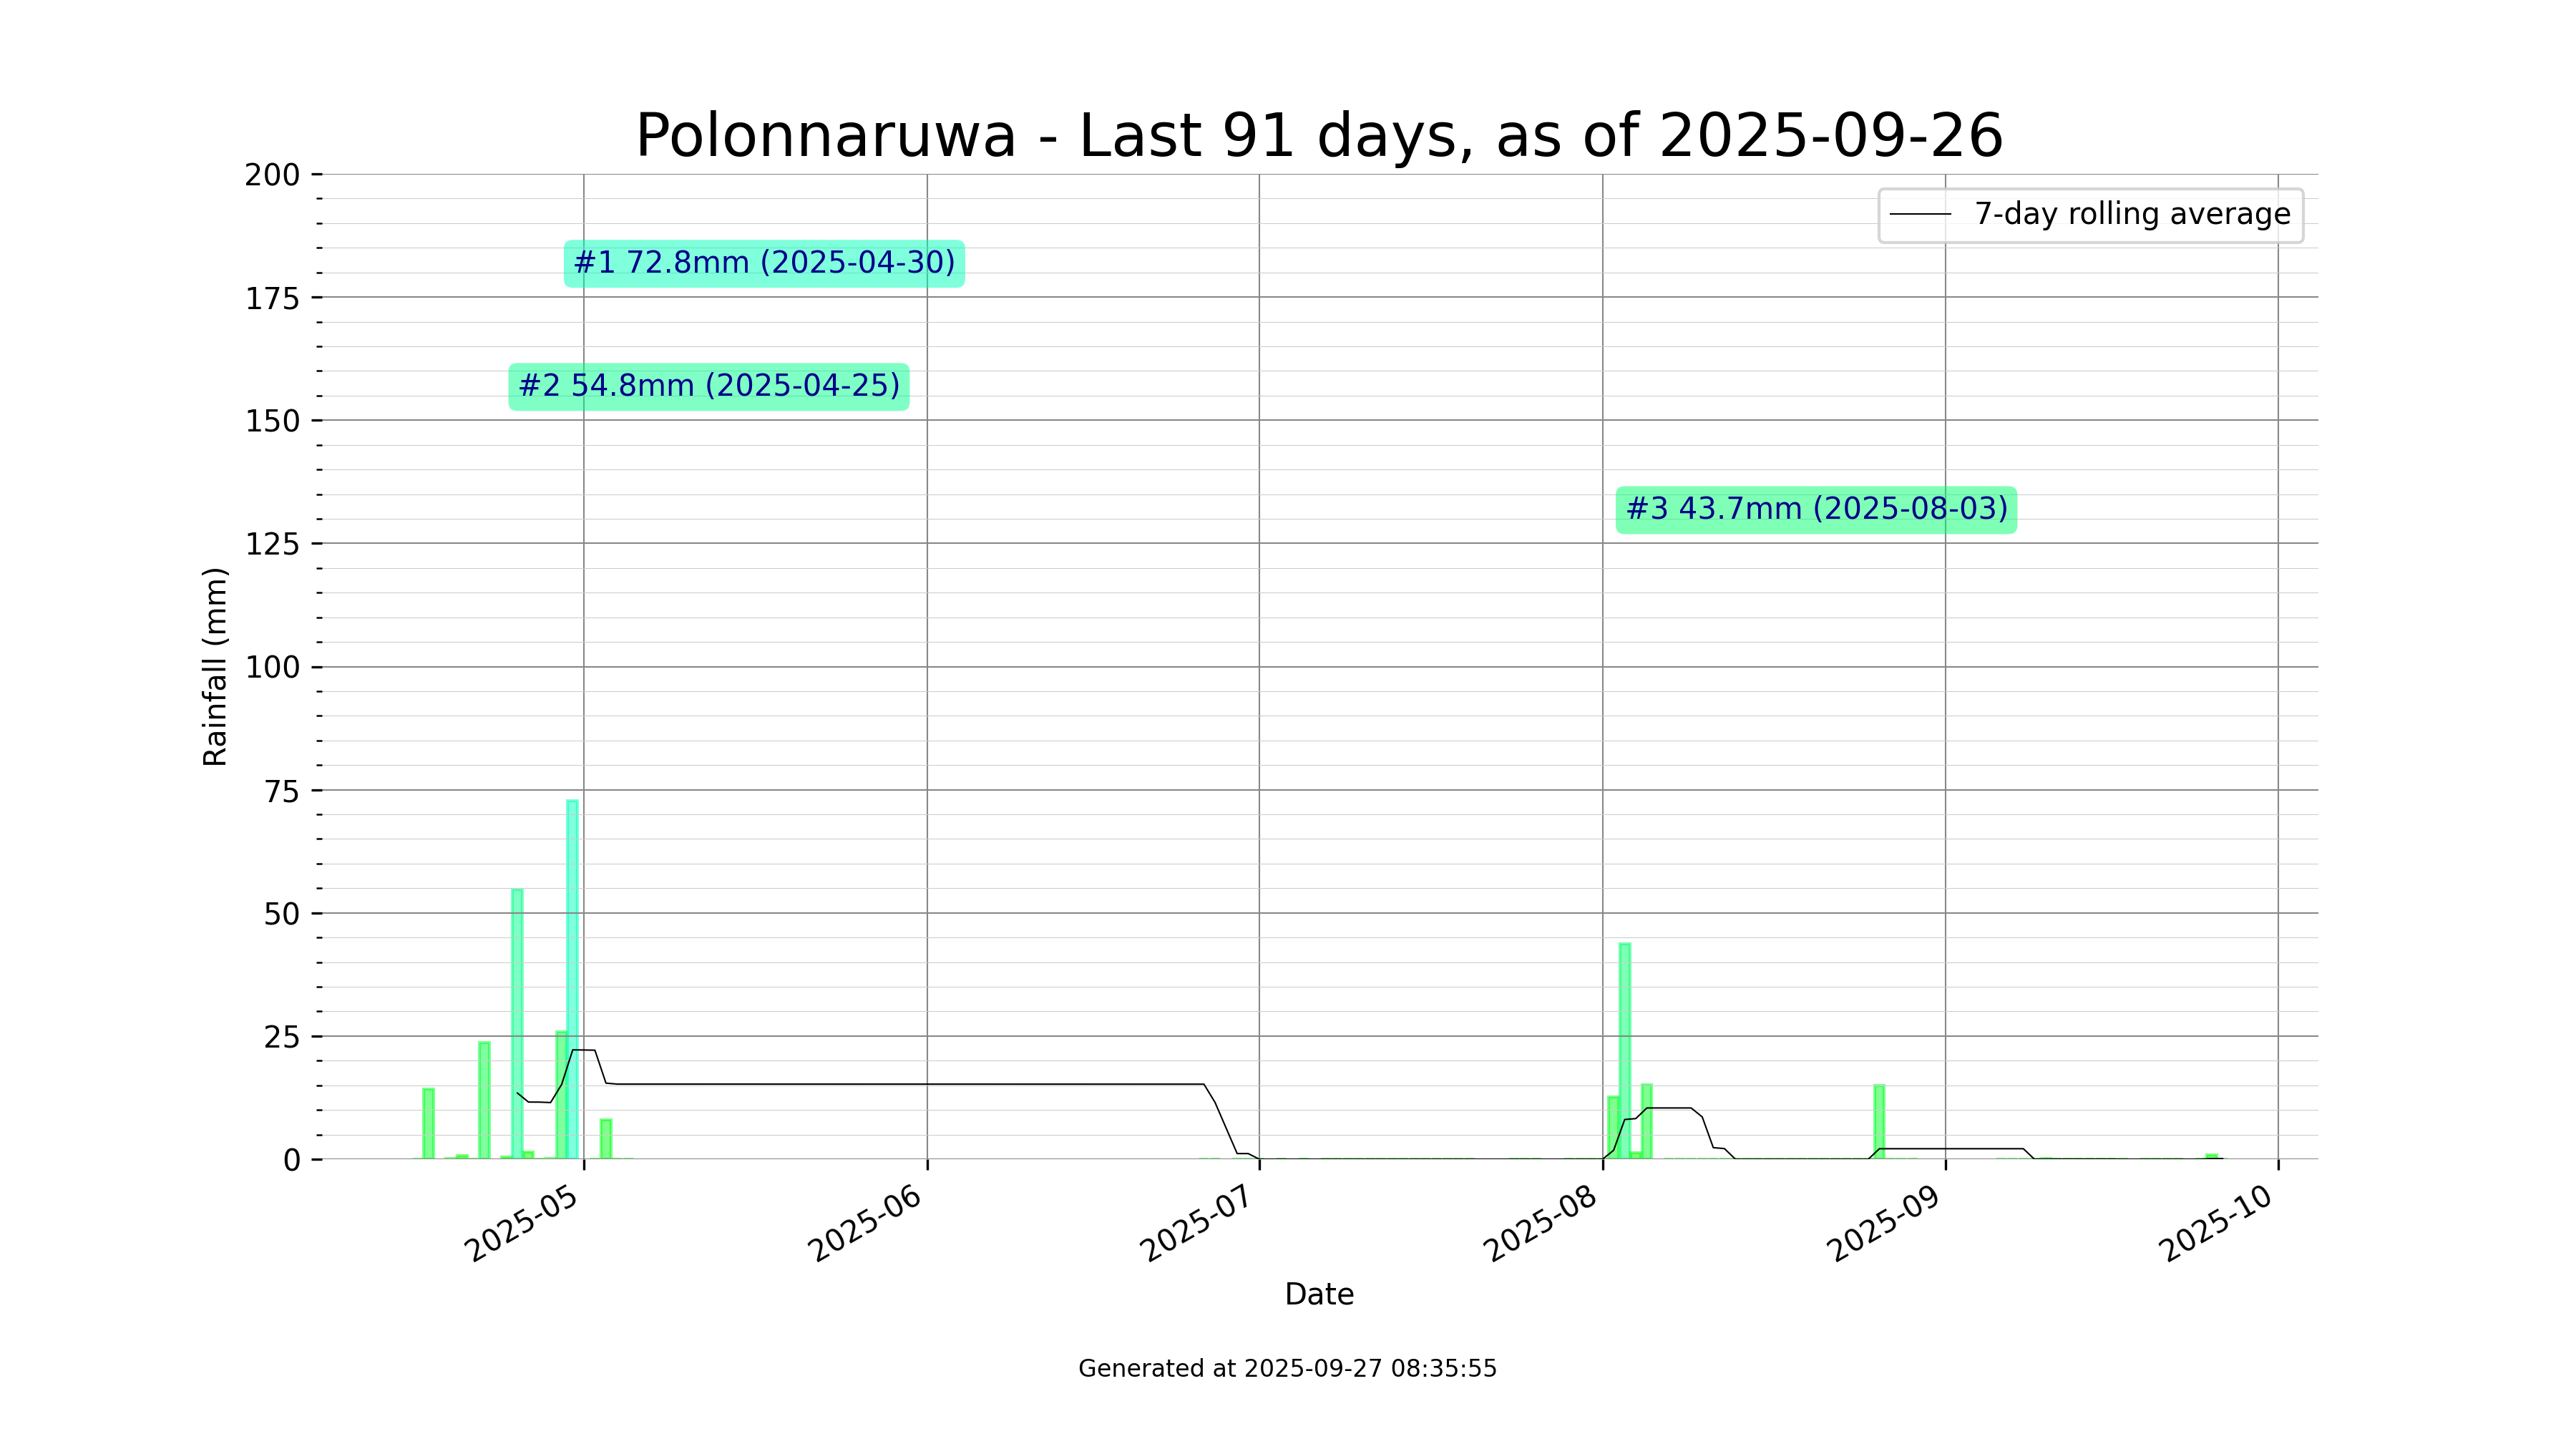 Polonnaruwa - Last 91 days, as of 2025-09-26
200
175
150
125
100
75
50
25
0
Rainfall (mm)
7-day rolling average
#1 72.8mm (2025-04-30)
#2 54.8mm (2025-04-25)
#3 43.7mm (2025-08-03)
2025-05
2025-06
2025-07
2025-08
2025-09
2025-10
Date
Generated at 2025-09-27 08:35:55